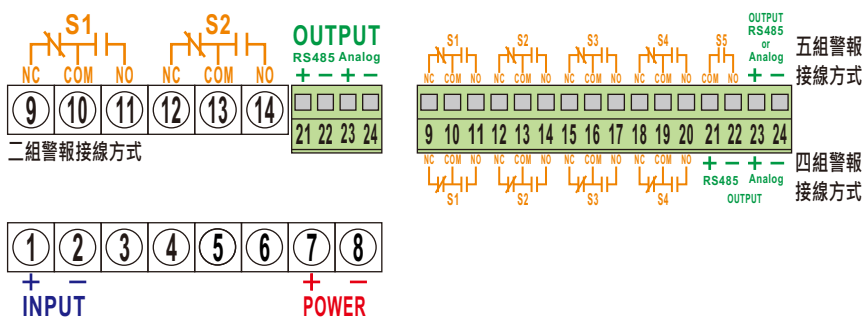 S1 S2 OUTPUT
RS485 Analog
NC COM NO NC COM NO + − + −
9 10 11 12 13 14 21 22 23 24
二組警報接線方式
1 2 3 4 5 6 7 8
+ − + −
INPUT POWER
OUTPUT
RS485
or
Analog
S1 S2 S3 S4 S5
NC COM NO NC COM NO NC COM NO NC COM NO COM NO + −
五組警報
接線方式
9 10 11 12 13 14 15 16 17 18 19 20 21 22 23 24
NC COM NO NC COM NO NC COM NO NC COM NO + − + −
S1 S2 S3 S4 RS485 Analog
OUTPUT
四組警報
接線方式